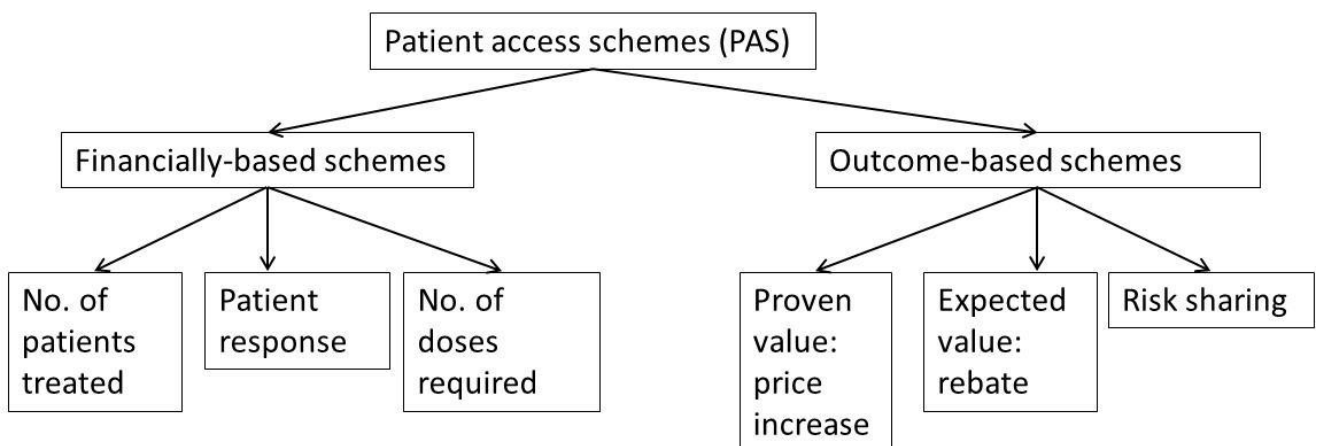 Patient access schemes (PAS)
Financially-based schemes
Outcome-based schemes
No. of
patients
treated
Patient
response
No. of
doses
required
Proven
value:
price
increase
Expected
value:
rebate
Risk sharing